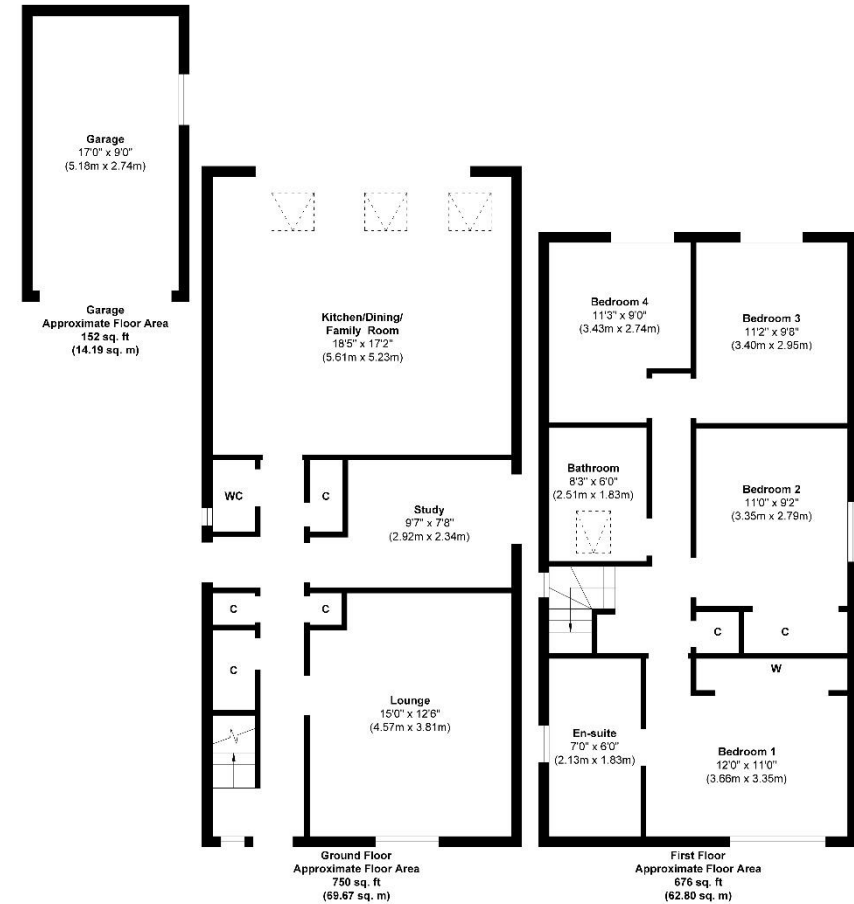 Garage
17'0" x 9'0"
(5.18m x 2.74m)
Garage
Approximate Floor Area
152 sq. ft
(14.19 sq. m)
Kitchen/Dining/
Family Room
18'5" x 17'2"
(5.61m x 5.23m)
WC
C
Study
9'7" x 7'8"
(2.92m x 2.34m)
C
C
C
Lounge
15'0" x 12'6"
(4.57m x 3.81m)
Ground Floor
Approximate Floor Area
750 sq. ft
(69.67 sq. m)
Bedroom 4
11'3" x 9'0"
(3.43m x 2.74m)
Bedroom 3
11'2" x 9'8"
(3.40m x 2.95m)
Bathroom
8'3" x 6'0"
(2.51m x 1.83m)
Bedroom 2
11'0" x 9'2"
(3.35m x 2.79m)
C
C
W
En-suite
7'0" x 6'0"
(2.13m x 1.83m)
Bedroom 1
12'0" x 11'0"
(3.66m x 3.35m)
First Floor
Approximate Floor Area
676 sq. ft
(62.80 sq. m)